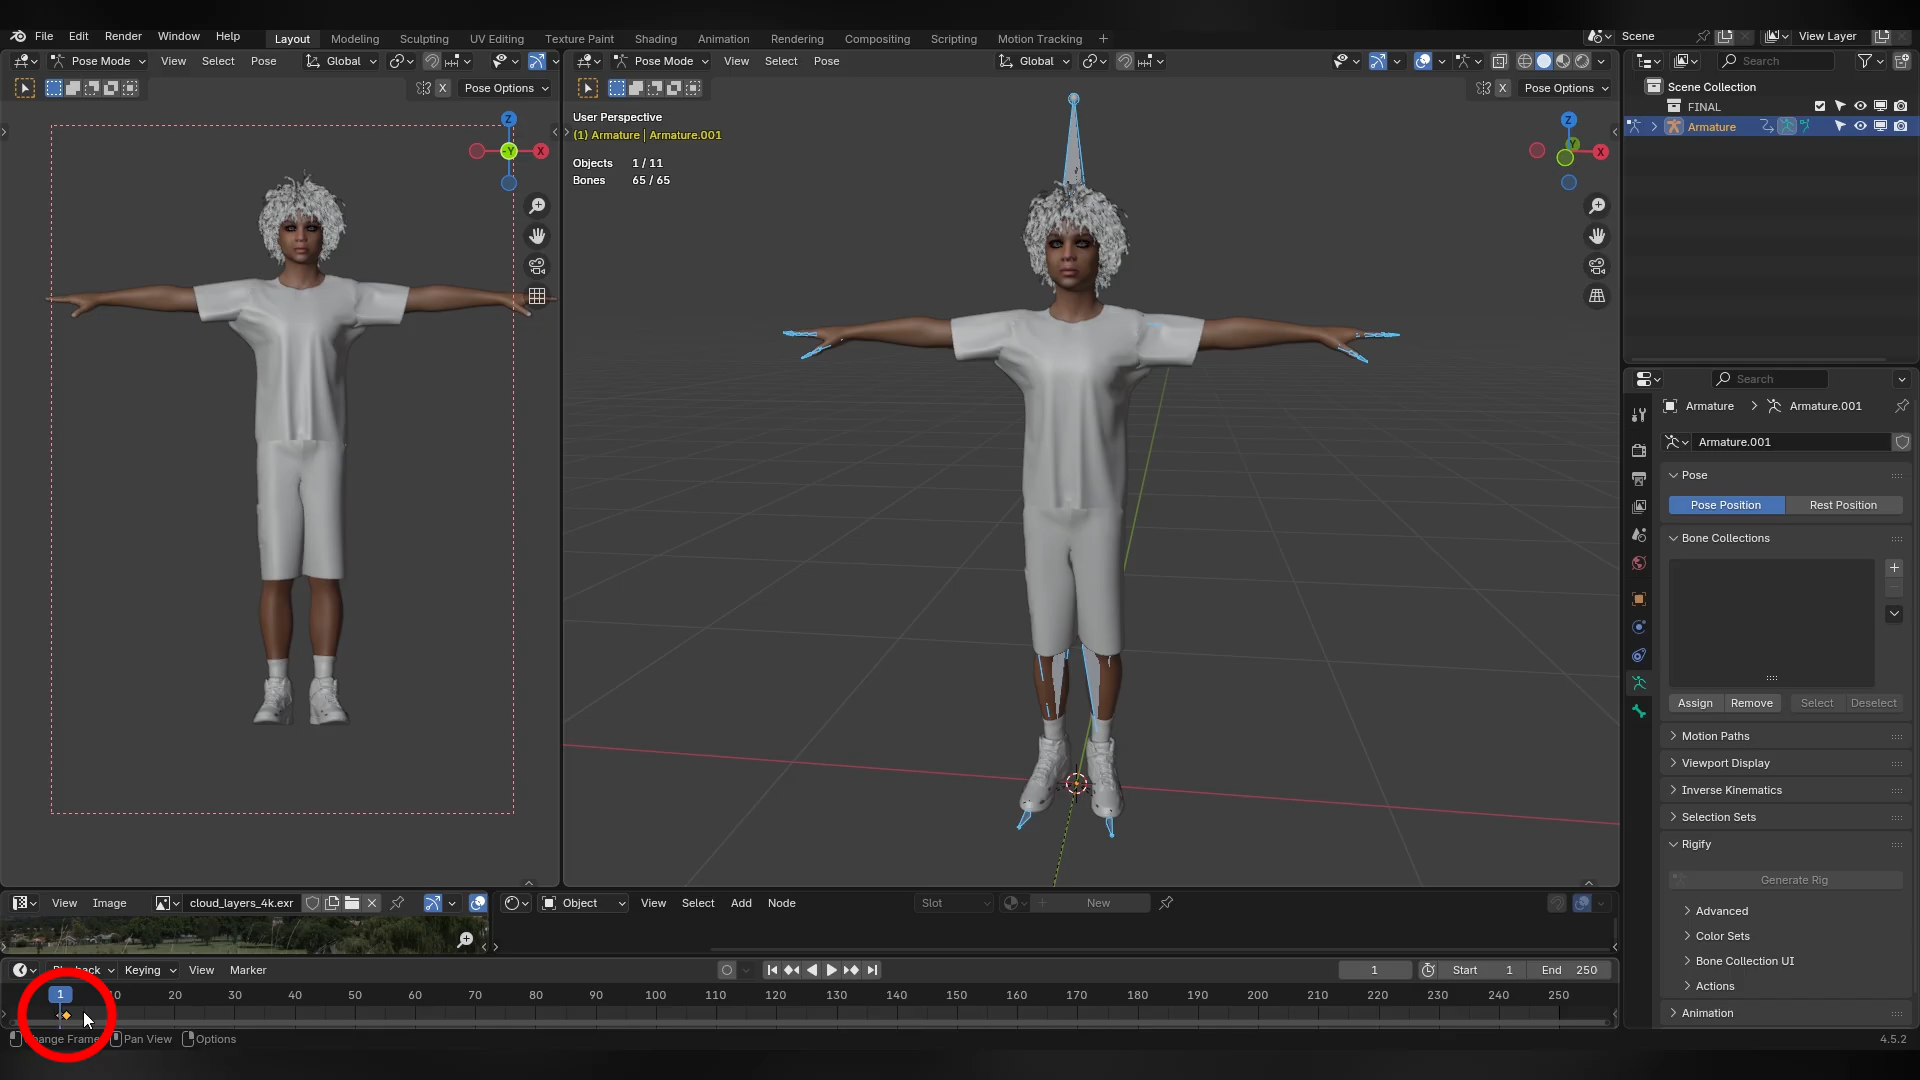 File Edit Render Window Help Layout Modeling Sculpting UV Editing Texture Paint Shading Animation Rendering Compositing Scripting Motion Tracking + Scene View Layer
Pose Mode View Select Pose Global
Pose Mode View Select Pose Global
Search
X Pose Options
X Pose Options
Scene Collection
FINAL
Armature
User Perspective
(1) Armature | Armature.001
Objects 1 / 11
Bones 65 / 65
Z
-Y
X
Z
Y
X
Search
Armature > Armature.001
Armature.001
Pose
Pose Position Rest Position
Bone Collections
Assign Remove Select Deselect
Motion Paths
Viewport Display
Inverse Kinematics
Selection Sets
Rigify
Generate Rig
Advanced
Color Sets
Bone Collection UI
Actions
Animation
View Image cloud_layers_4k.exr
Object View Select Add Node Slot New
Playback Keying View Marker
1 Start 1 End 250
1 20 30 40 50 60 70 80 90 100 110 120 130 140 150 160 170 180 190 200 210 220 230 240 250
Change Frame Pan View Options
4.5.2